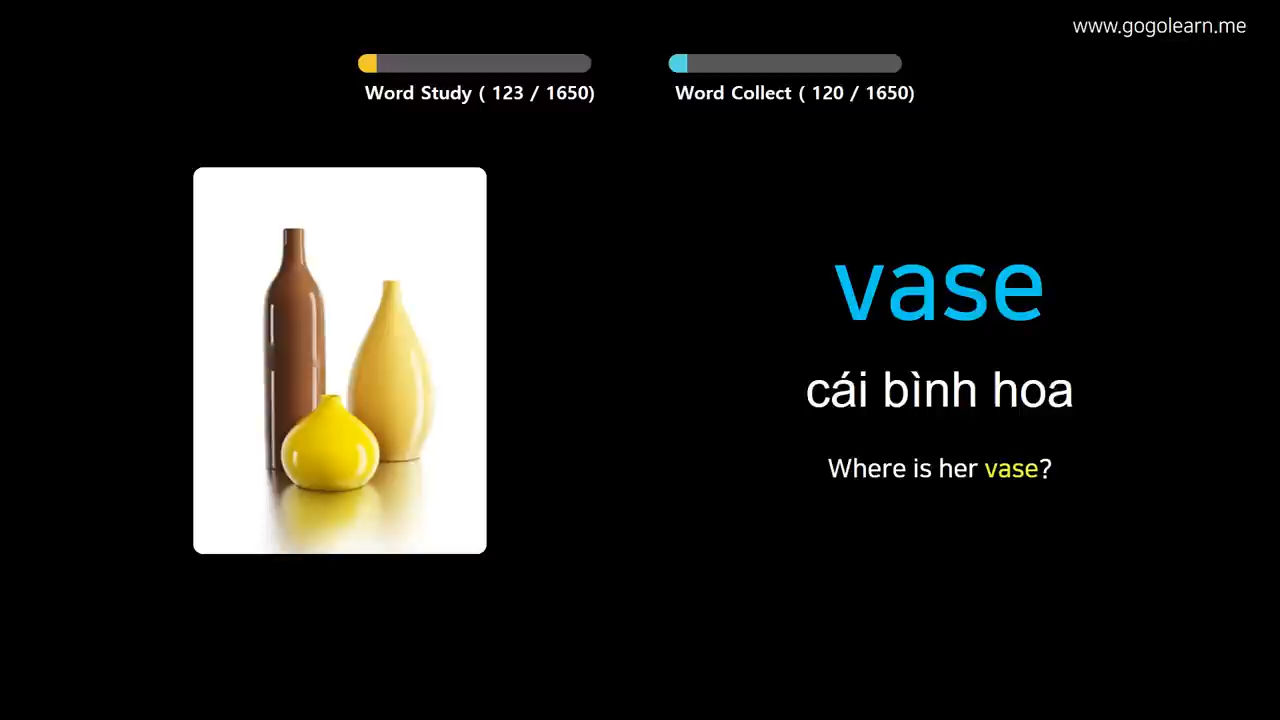 www.gogolearn.me
Word Study ( 123 / 1650)
Word Collect ( 120 / 1650)
vase
cái bình hoa
Where is her vase?